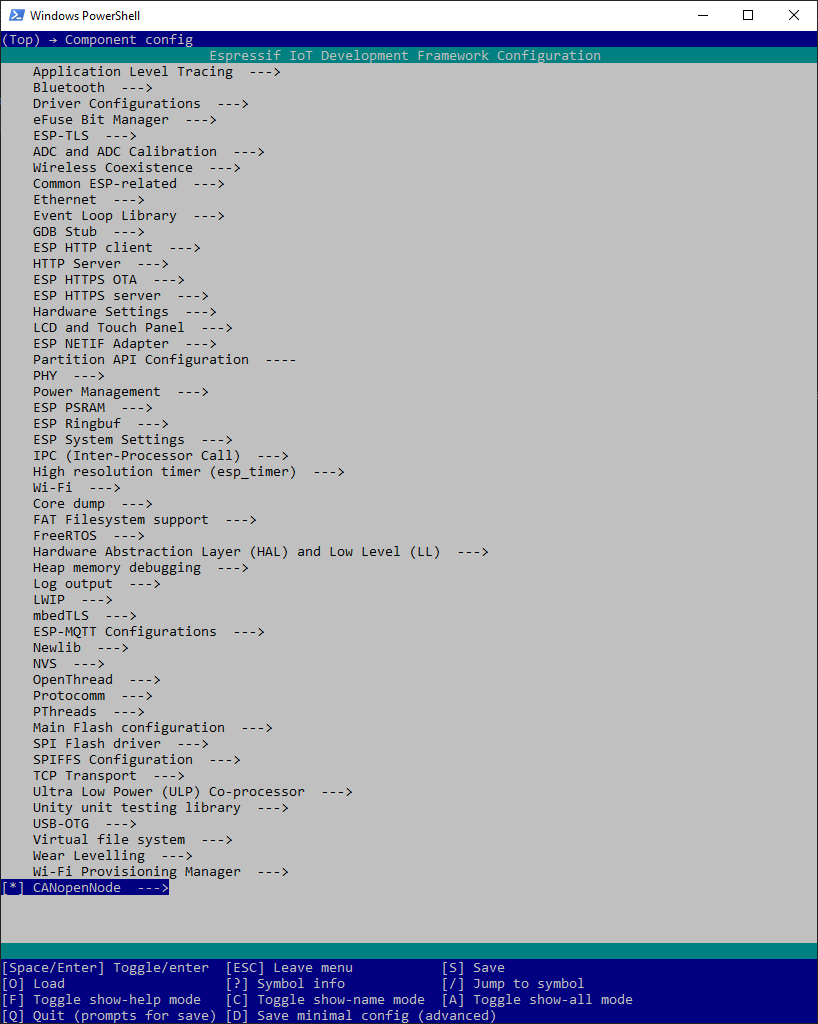 Windows PowerShell
(Top) → Component config
Espressif IoT Development Framework Configuration
Application Level Tracing  --->
Bluetooth  --->
Driver Configurations  --->
eFuse Bit Manager  --->
ESP-TLS  --->
ADC and ADC Calibration  --->
Wireless Coexistence  --->
Common ESP-related  --->
Ethernet  --->
Event Loop Library  --->
GDB Stub  --->
ESP HTTP client  --->
HTTP Server  --->
ESP HTTPS OTA  --->
ESP HTTPS server  --->
Hardware Settings  --->
LCD and Touch Panel  --->
ESP NETIF Adapter  --->
Partition API Configuration  ----
PHY  --->
Power Management  --->
ESP PSRAM  --->
ESP Ringbuf  --->
ESP System Settings  --->
IPC (Inter-Processor Call)  --->
High resolution timer (esp_timer)  --->
Wi-Fi  --->
Core dump  --->
FAT Filesystem support  --->
FreeRTOS  --->
Hardware Abstraction Layer (HAL) and Low Level (LL)  --->
Heap memory debugging  --->
Log output  --->
LWIP  --->
mbedTLS  --->
ESP-MQTT Configurations  --->
Newlib  --->
NVS  --->
OpenThread  --->
Protocomm  --->
PThreads  --->
Main Flash configuration  --->
SPI Flash driver  --->
SPIFFS Configuration  --->
TCP Transport  --->
Ultra Low Power (ULP) Co-processor  --->
Unity unit testing library  --->
USB-OTG  --->
Virtual file system  --->
Wear Levelling  --->
Wi-Fi Provisioning Manager  --->
[*] CANopenNode  --->
[Space/Enter] Toggle/enter  [ESC] Leave menu  [S] Save
[O] Load  [?] Symbol info  [/] Jump to symbol
[F] Toggle show-help mode  [C] Toggle show-name mode  [A] Toggle show-all mode
[Q] Quit (prompts for save)  [D] Save minimal config (advanced)